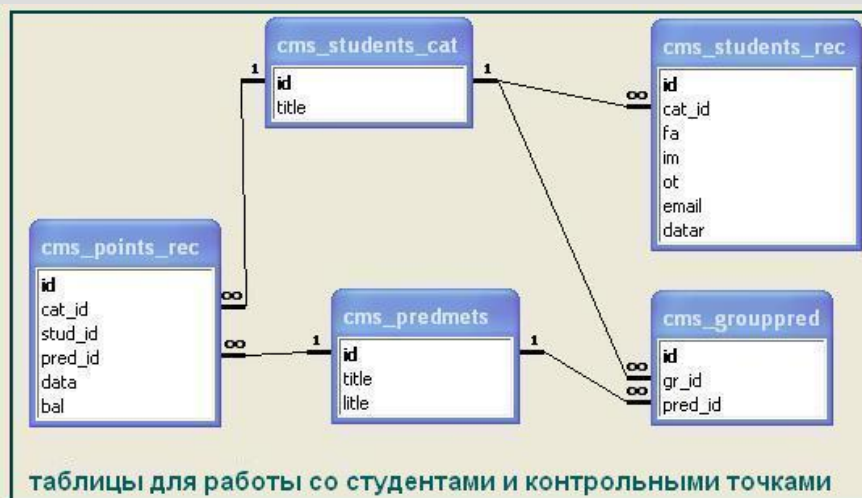 cms_students_cat
id
title
cms_students_rec
id
cat_id
fa
im
ot
email
datar
1
1
∞
cms_points_rec
id
cat_id
stud_id
pred_id
data
bal
∞
∞
cms_predmets
id
title
litle
1
1
cms_grouppred
id
gr_id
pred_id
∞
∞
таблицы для работы со студентами и контрольными точками